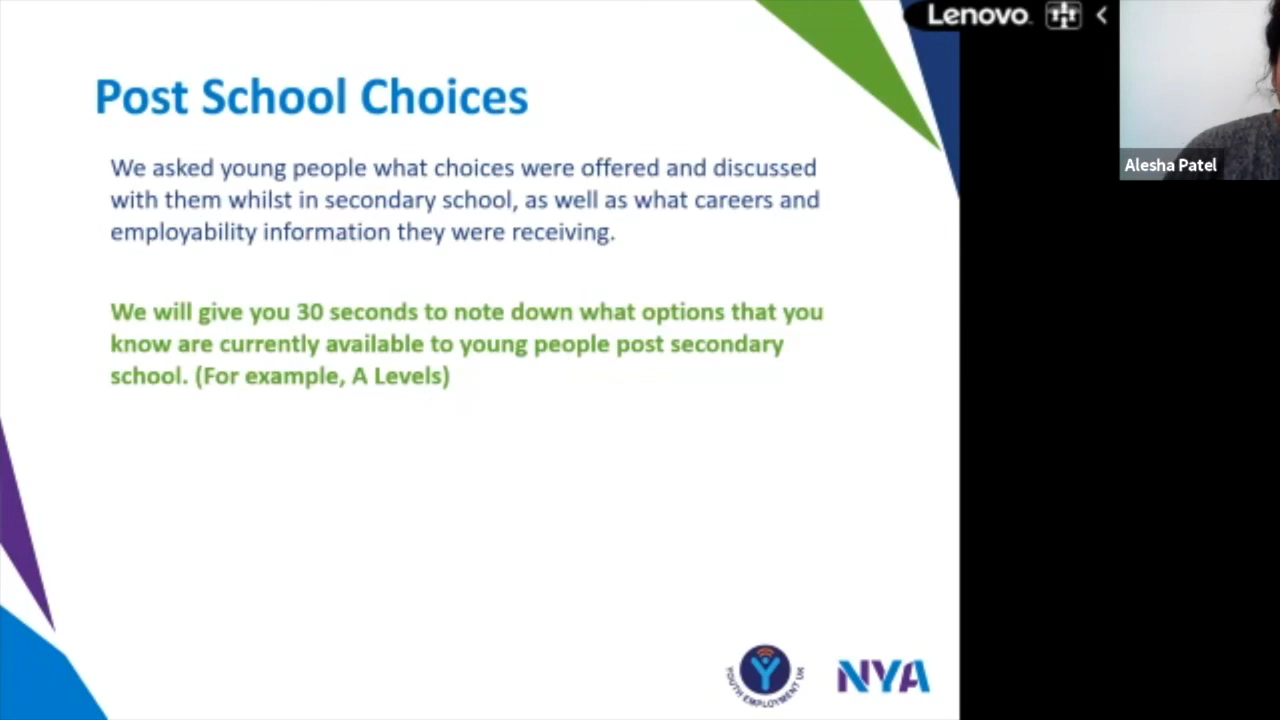 Lenovo
Post School Choices
Alesha Patel
We asked young people what choices were offered and discussed
with them whilst in secondary school, as well as what careers and
employability information they were receiving.
We will give you 30 seconds to note down what options that you
know are currently available to young people post secondary
school. (For example, A Levels)
YOUTH EMPLOYMENT UK
NYA